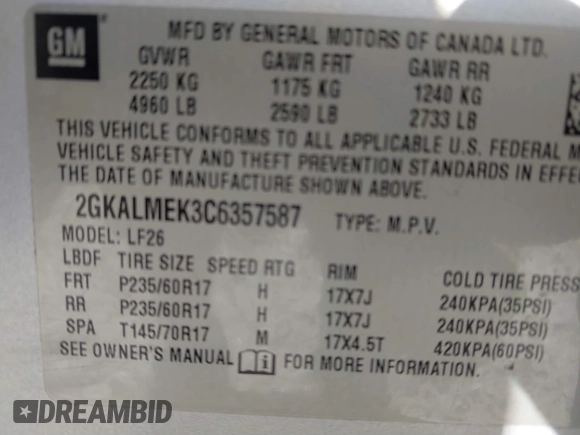 GM
MFD BY GENERAL MOTORS OF CANADA LTD.
GVWR GAWR FRT GAWR RR
2250 KG 1175 KG 1240 KG
4960 LB 2590 LB 2733 LB
THIS VEHICLE CONFORMS TO ALL APPLICABLE U.S. FEDERAL M
VEHICLE SAFETY AND THEFT PREVENTION STANDARDS IN EFFE
THE DATE OF MANUFACTURE SHOWN ABOVE.
2GKALMEK3C6357587 TYPE: M.P.V.
MODEL: LF26
LBDF TIRE SIZE SPEED RTG RIM COLD TIRE PRESS
FRT P235/60R17 H 17X7J 240KPA(35PSI)
RR P235/60R17 H 17X7J 240KPA(35PSI)
SPA T145/70R17 M 17X4.5T 420KPA(60PSI)
SEE OWNER'S MANUAL FOR MORE INFORMATION.
DREAMBID